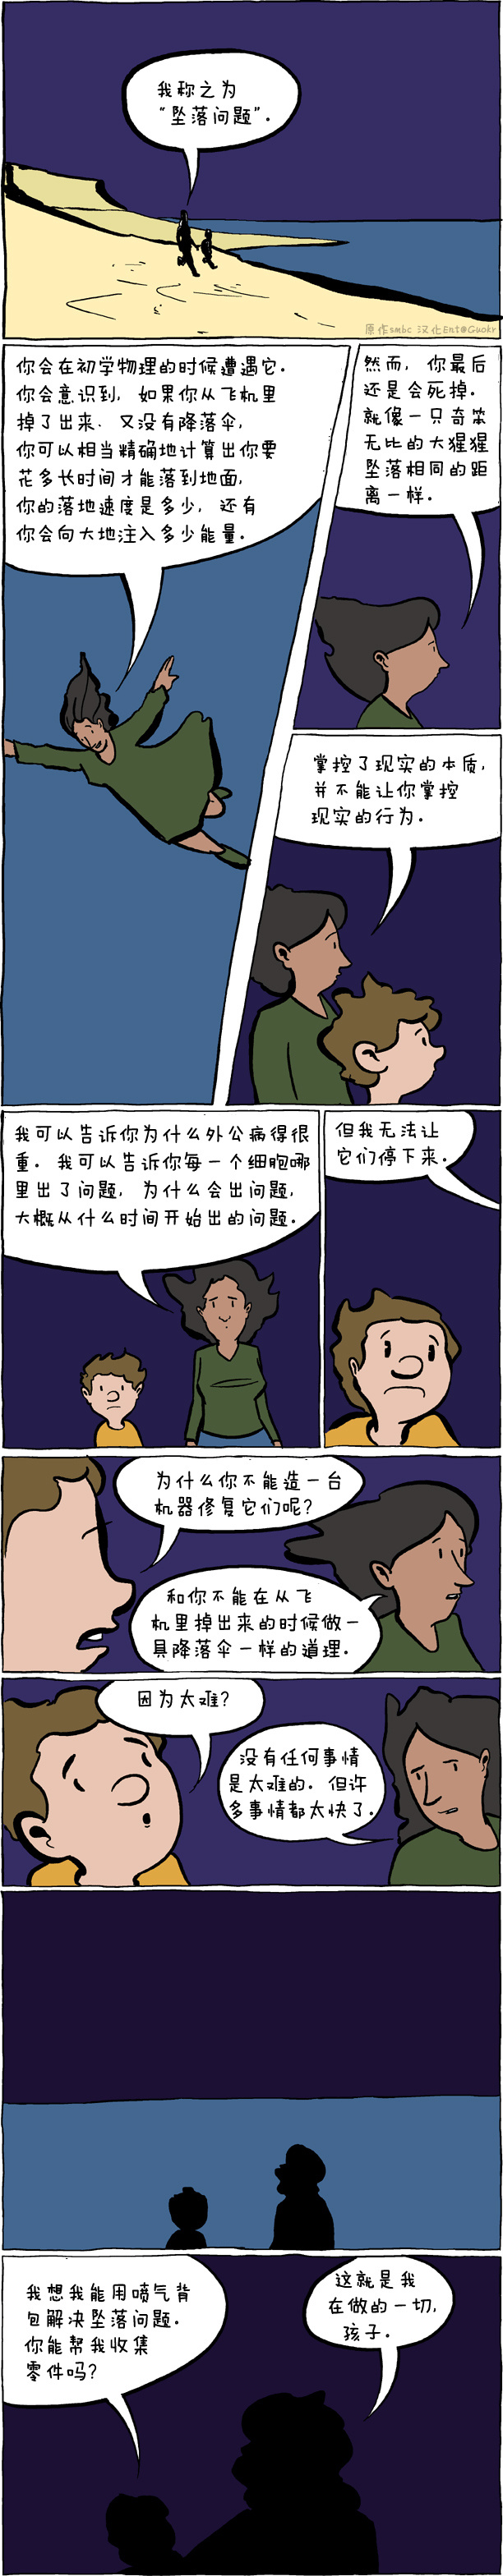 我称之为
“坠落问题”.
原作smbc 汉化Ent@Guokr
你会在初学物理的时候遭遇它.
你会意识到, 如果你从飞机里
掉了出来、又没有降落伞,
你可以相当精确地计算出你要
花多长时间才能落到地面,
你的落地速度是多少, 还有
你会向大地注入多少能量.
然而, 你最后
还是会死掉.
就像一只奇笨
无比的大猩猩
坠落相同的距
离一样.
掌控了现实的本质,
并不能让你掌控
现实的行为.
我可以告诉你为什么外公病得很
重. 我可以告诉你每一个细胞哪
里出了问题, 为什么会出问题,
大概从什么时间开始出的问题.
但我无法让
它们停下来.
为什么你不能造一台
机器修复它们呢?
和你不能在从飞
机里掉出来的时候做一
具降落伞一样的道理.
因为太难?
没有任何事情
是太难的. 但许
多事情都太快了.
我想我能用喷气背
包解决坠落问题.
你能帮我收集
零件吗?
这就是我
在做的一切,
孩子.